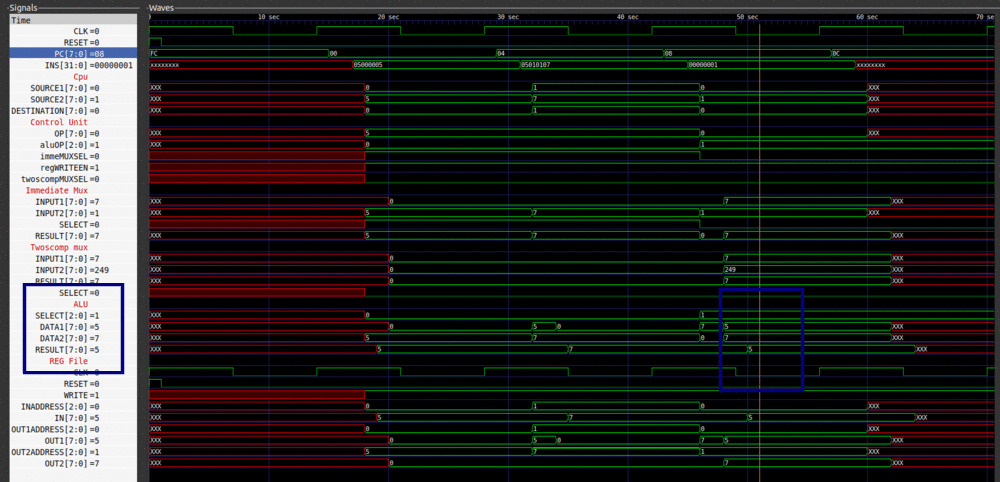 Signals
Waves
Time
0 10 sec 20 sec 30 sec 40 sec 50 sec 60 sec 70 s
CLK=0
RESET=0
PC[7:0]=08 FC 00 04 08 0C
INS[31:0]=00000001 xxxxxxxx 05000005 05010107 00000001 xxxxxxxx
Cpu
SOURCE1[7:0]=0 XXX 0 1 0 XXX
SOURCE2[7:0]=1 XXX 5 7 1 XXX
DESTINATION[7:0]=0 XXX 0 1 0 XXX
Control Unit
OP[7:0]=0 XXX 5 0 XXX
aluOP[2:0]=1 XXX 0 1
immeMUXSEL=0
regWRITEEN=1
twoscompMUXSEL=0
Immediate Mux
INPUT1[7:0]=7 XXX 0 7 XXX
INPUT2[7:0]=1 XXX 5 7 1 XXX
SELECT=0
RESULT[7:0]=7 XXX 5 7 0 7 XXX
Twoscomp mux
INPUT1[7:0]=7 XXX 0 7 XXX
INPUT2[7:0]=249 XXX 0 249 XXX
RESULT[7:0]=7 XXX 0 7 XXX
SELECT=0
ALU
SELECT[2:0]=1 XXX 0 1
DATA1[7:0]=5 XXX 0 5 0 7 5 XXX
DATA2[7:0]=7 XXX 5 7 0 7 XXX
RESULT[7:0]=5 XXX 5 7 5 XXX
REG File
CLK=0
RESET=0
WRITE=1
INADDRESS[2:0]=0 XXX 0 1 0 XXX
IN[7:0]=5 XXX 5 7 5 XXX
OUT1ADDRESS[2:0]=0 XXX 0 1 0 XXX
OUT1[7:0]=5 XXX 0 5 0 7 5 XXX
OUT2ADDRESS[2:0]=1 XXX 5 7 1 XXX
OUT2[7:0]=7 XXX 0 7 XXX